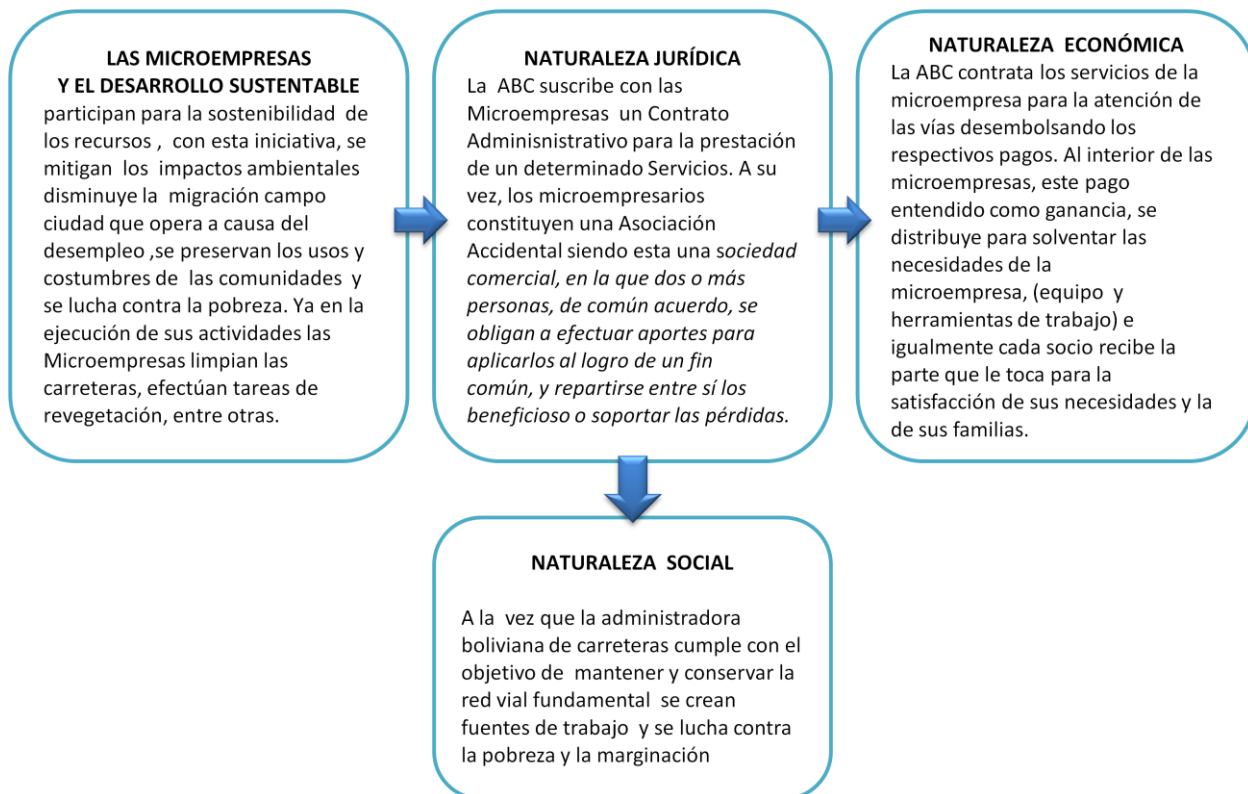 LAS MICROEMPRESAS
Y EL DESARROLLO SUSTENTABLE
participan para la sostenibilidad de
los recursos , con esta iniciativa, se
mitigan los impactos ambientales
disminuye la migración campo
ciudad que opera a causa del
desempleo ,se preservan los usos y
costumbres de las comunidades y
se lucha contra la pobreza. Ya en la
ejecución de sus actividades las
Microempresas limpian las
carreteras, efectúan tareas de
revegetación, entre otras.
NATURALEZA JURÍDICA
La ABC suscribe con las
Microempresas un Contrato
Adminisnistrativo para la prestación
de un determinado Servicios. A su
vez, los microempresarios
constituyen una Asociación
Accidental siendo esta una sociedad
comercial, en la que dos o más
personas, de común acuerdo, se
obligan a efectuar aportes para
aplicarlos al logro de un fin
común, y repartirse entre sí los
beneficioso o soportar las pérdidas.
NATURALEZA ECONÓMICA
La ABC contrata los servicios de la
microempresa para la atención de
las vías desembolsando los
respectivos pagos. Al interior de las
microempresas, este pago
entendido como ganancia, se
distribuye para solventar las
necesidades de la
microempresa, (equipo y
herramientas de trabajo) e
igualmente cada socio recibe la
parte que le toca para la
satisfacción de sus necesidades y la
de sus familias.
NATURALEZA SOCIAL
A la vez que la administradora
boliviana de carreteras cumple con el
objetivo de mantener y conservar la
red vial fundamental se crean
fuentes de trabajo y se lucha contra
la pobreza y la marginación